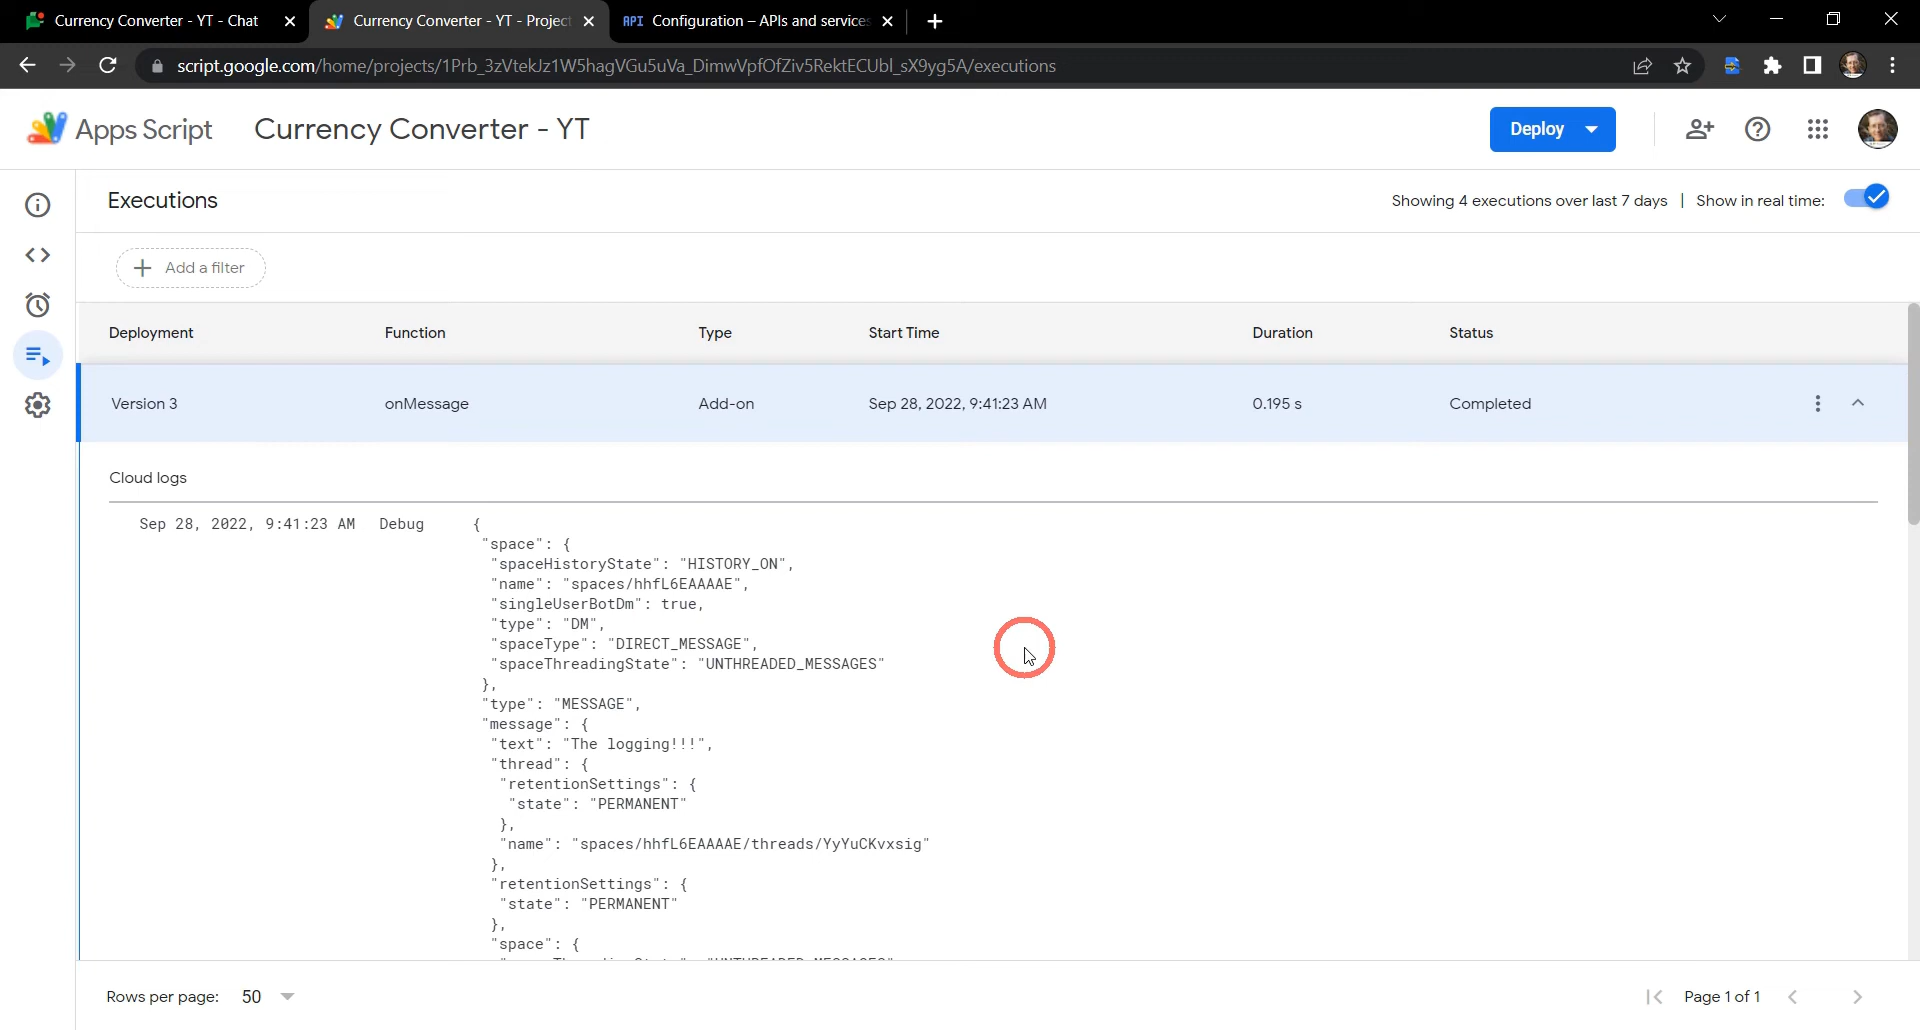 Currency Converter - YT - Chat
Currency Converter - YT - Project
API Configuration – APIs and services
script.google.com/home/projects/1Prb_3zVtekJz1W5hagVGu5uVa_DimwVpfOfZiv5RektECUbl_sX9yg5A/executions
Apps Script
Currency Converter - YT
Deploy
Executions
Showing 4 executions over last 7 days | Show in real time:
Add a filter
Deployment Function Type Start Time Duration Status
Version 3 onMessage Add-on Sep 28, 2022, 9:41:23 AM 0.195 s Completed
Cloud logs
Sep 28, 2022, 9:41:23 AM Debug {
"space": {
"spaceHistoryState": "HISTORY_ON",
"name": "spaces/hhfL6EAAAAE",
"singleUserBotDm": true,
"type": "DM",
"spaceType": "DIRECT_MESSAGE",
"spaceThreadingState": "UNTHREADED_MESSAGES"
},
"type": "MESSAGE",
"message": {
"text": "The logging!!!",
"thread": {
"retentionSettings": {
"state": "PERMANENT"
},
"name": "spaces/hhfL6EAAAAE/threads/YyYuCKvxsig"
},
"retentionSettings": {
"state": "PERMANENT"
},
"space": {
Rows per page: 50
Page 1 of 1